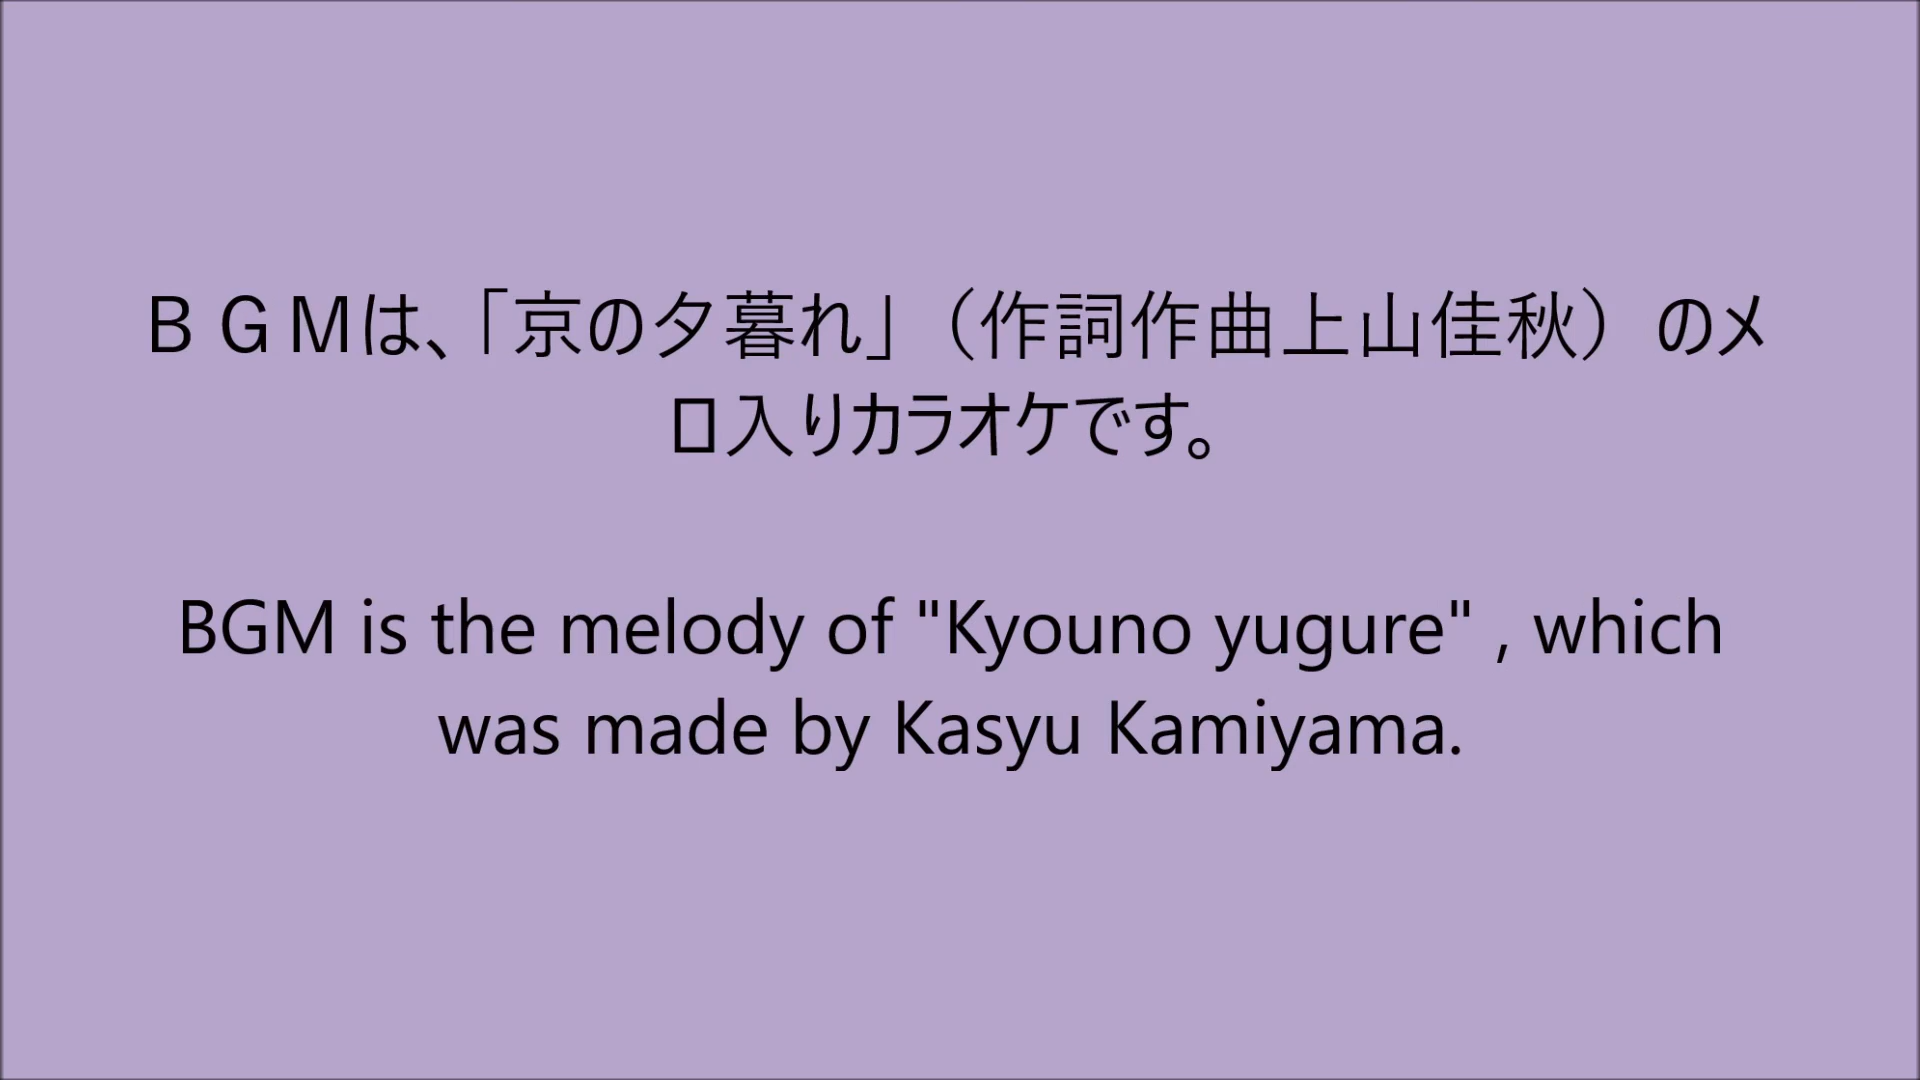 ＢＧＭは、「京の夕暮れ」（作詞作曲上山佳秋）のメ
ロ入りカラオケです。
BGM is the melody of "Kyouno yugure" , which
was made by Kasyu Kamiyama.